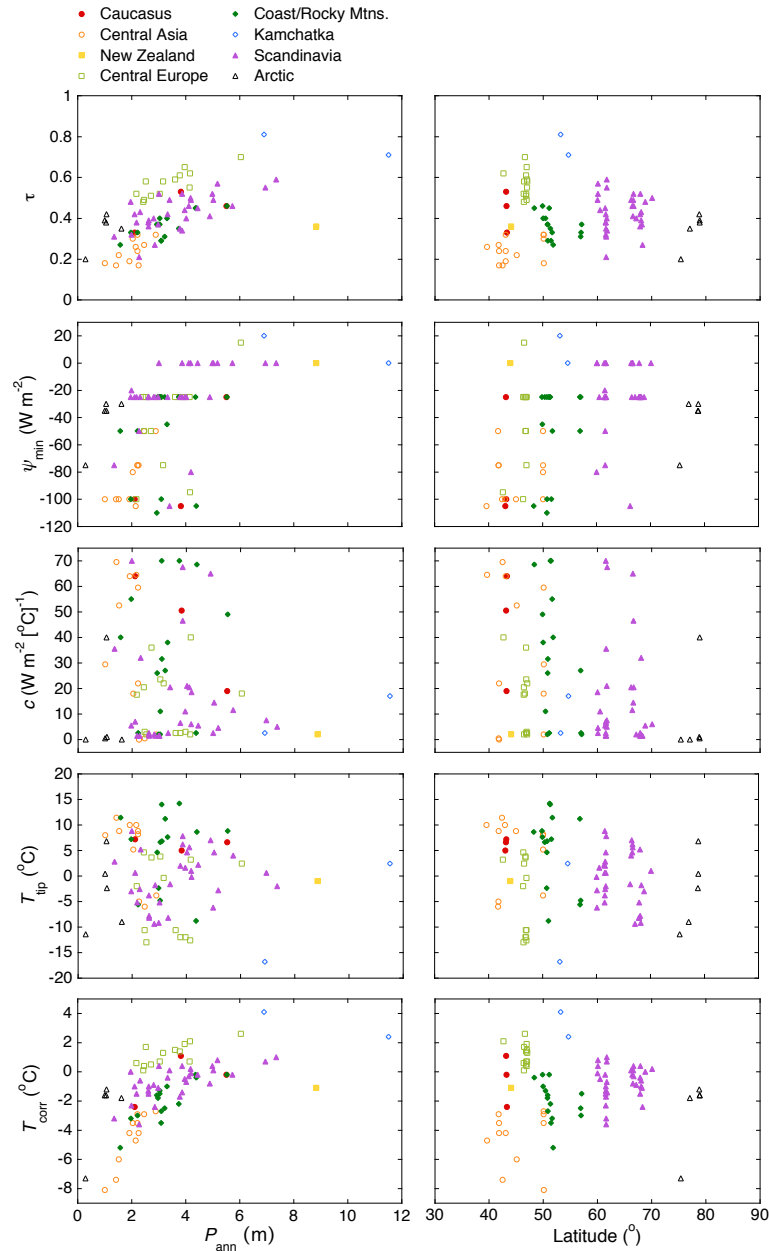 Caucasus
Central Asia
New Zealand
Central Europe
Coast/Rocky Mtns.
Kamchatka
Scandinavia
Arctic
1
0.8
0.6
0.4
0.2
0
τ
20
0
-20
-40
-60
-80
-100
-120
ψmin (W m-2)
70
60
50
40
30
20
10
0
c (W m-2 [oC]-1)
20
15
10
5
0
-5
-10
-15
-20
Ttip (oC)
4
2
0
-2
-4
-6
-8
Tcorr (oC)
0 2 4 6 8 10 12
Pann (m)
30 40 50 60 70 80 90
Latitude (o)